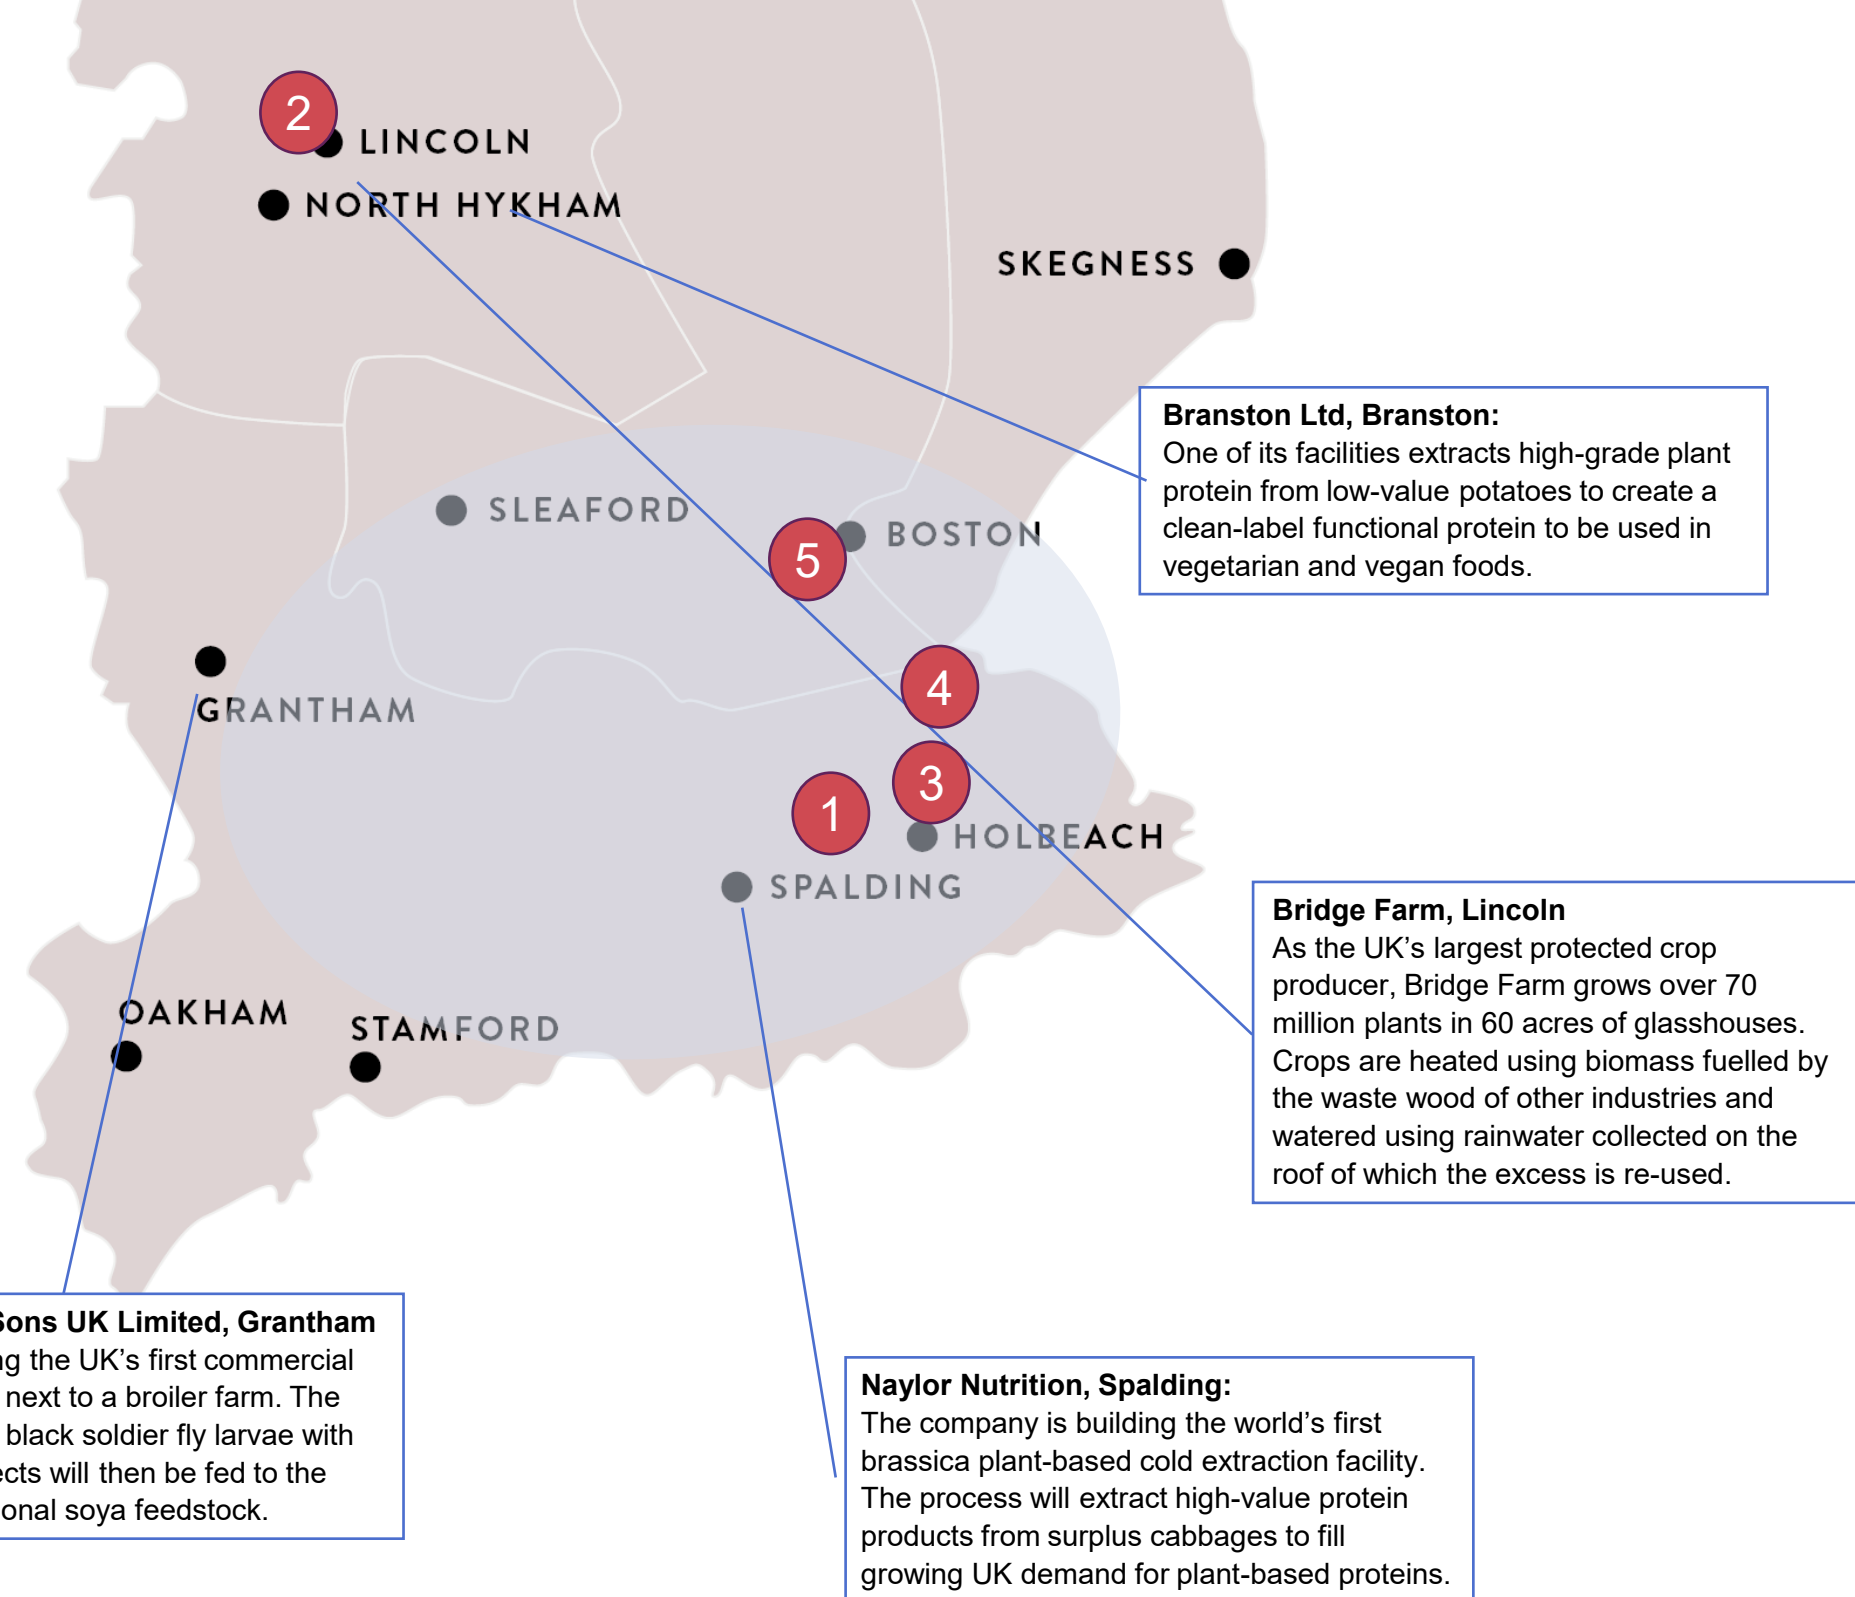 2
LINCOLN
NORTH HYKHAM
SKEGNESS
Branston Ltd, Branston:
One of its facilities extracts high-grade plant
protein from low-value potatoes to create a
clean-label functional protein to be used in
vegetarian and vegan foods.
SLEAFORD
5
BOSTON
4
GRANTHAM
3
1
HOLBEACH
SPALDING
Bridge Farm, Lincoln
As the UK’s largest protected crop
producer, Bridge Farm grows over 70
million plants in 60 acres of glasshouses.
Crops are heated using biomass fuelled by
the waste wood of other industries and
watered using rainwater collected on the
roof of which the excess is re-used.
OAKHAM
STAMFORD
Sons UK Limited, Grantham
the UK’s first commercial
next to a broiler farm. The
black soldier fly larvae with
will then be fed to the
soya feedstock.
Naylor Nutrition, Spalding:
The company is building the world’s first
brassica plant-based cold extraction facility.
The process will extract high-value protein
products from surplus cabbages to fill
growing UK demand for plant-based proteins.